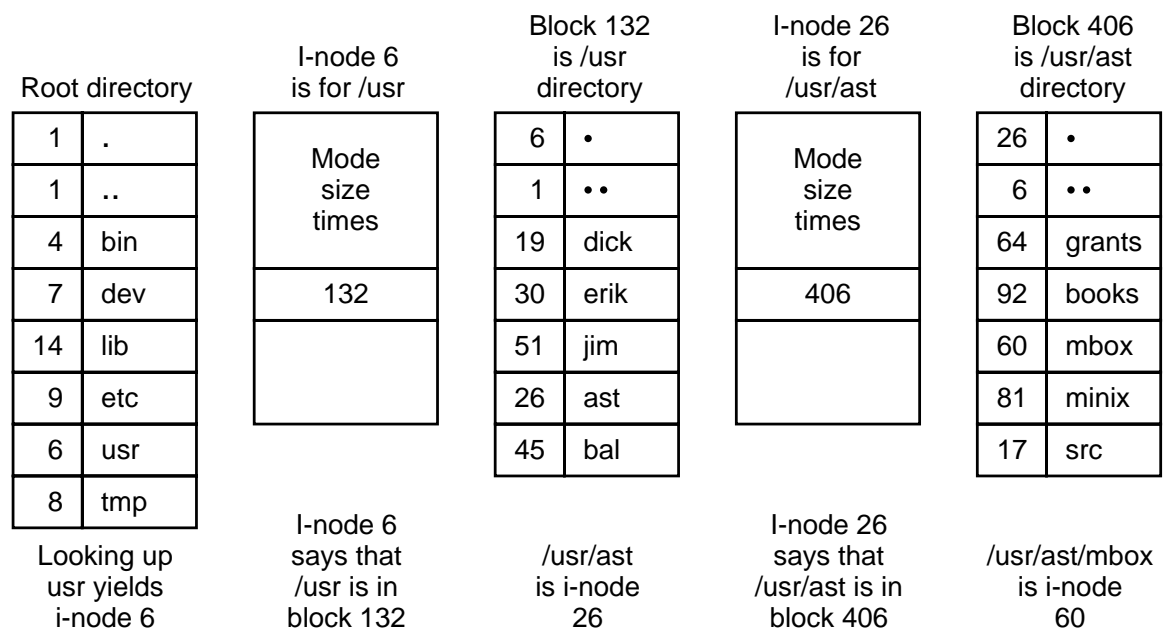 Root directory
1 .
1 ..
4 bin
7 dev
14 lib
9 etc
6 usr
8 tmp
Looking up
usr yields
i-node 6
I-node 6
is for /usr
Mode
size
times
132
I-node 6
says that
/usr is in
block 132
Block 132
is /usr
directory
6 •
1 ••
19 dick
30 erik
51 jim
26 ast
45 bal
/usr/ast
is i-node
26
I-node 26
is for
/usr/ast
Mode
size
times
406
I-node 26
says that
/usr/ast is in
block 406
Block 406
is /usr/ast
directory
26 •
6 ••
64 grants
92 books
60 mbox
81 minix
17 src
/usr/ast/mbox
is i-node
60